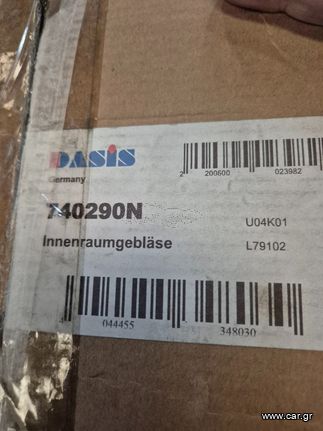 DASIS
Germany
2 200600 023982
740290N
U04K01
Innenraumgebläse
L79102
044455 348030
www.car.gr